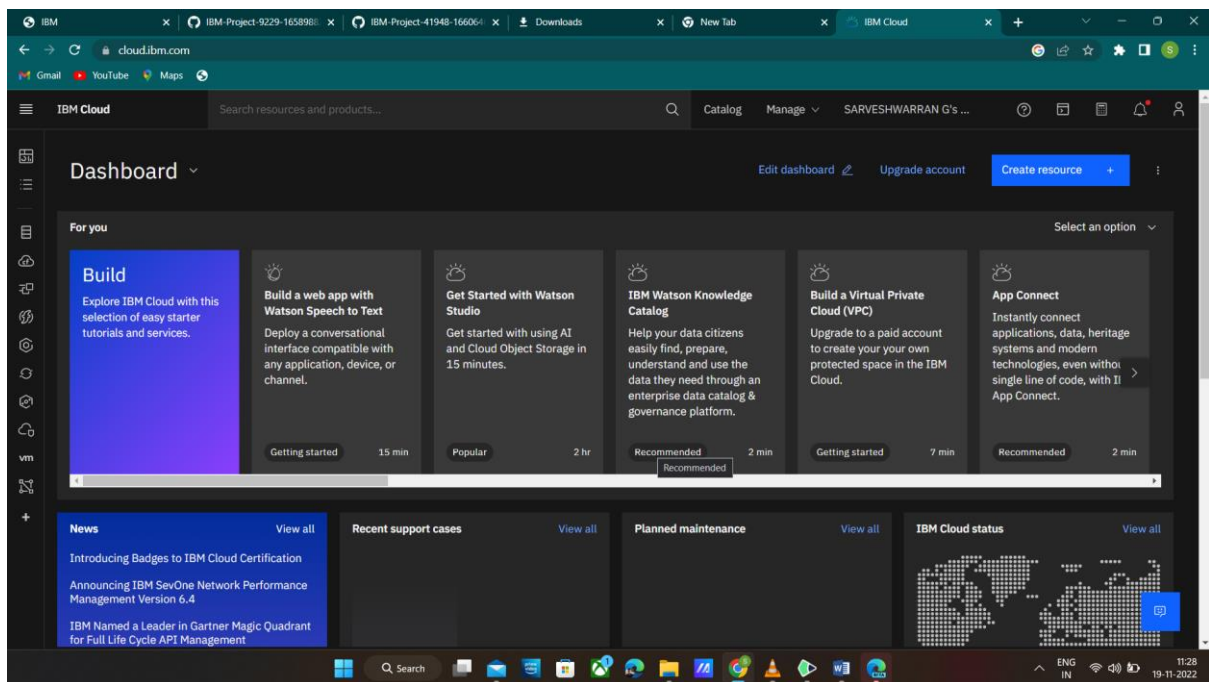 IBM
IBM-Project-9229-1658988
IBM-Project-41948-166064
Downloads
New Tab
IBM Cloud
cloud.ibm.com
S
Gmail
YouTube
Maps
IBM Cloud
Search resources and products...
Catalog
Manage
SARVESHWARRAN G's ...
Dashboard
Edit dashboard
Upgrade account
Create resource +
For you
Select an option
Build
Explore IBM Cloud with this
selection of easy starter
tutorials and services.
Build a web app with
Watson Speech to Text
Deploy a conversational
interface compatible with
any application, device, or
channel.
Getting started 15 min
Get Started with Watson
Studio
Get started with using AI
and Cloud Object Storage in
15 minutes.
Popular 2 hr
IBM Watson Knowledge
Catalog
Help your data citizens
easily find, prepare,
understand and use the
data they need through an
enterprise data catalog &
governance platform.
Recommended 2 min
Recommended
Build a Virtual Private
Cloud (VPC)
Upgrade to a paid account
to create your your own
protected space in the IBM
Cloud.
Getting started 7 min
App Connect
Instantly connect
applications, data, heritage
systems and modern
technologies, even withou
single line of code, with I
App Connect.
Recommended 2 min
vm
News View all
Introducing Badges to IBM Cloud Certification
Announcing IBM SevOne Network Performance
Management Version 6.4
IBM Named a Leader in Gartner Magic Quadrant
for Full Life Cycle API Management
Recent support cases View all
Planned maintenance View all
IBM Cloud status View all
Search
ENG
IN
11:28
19-11-2022